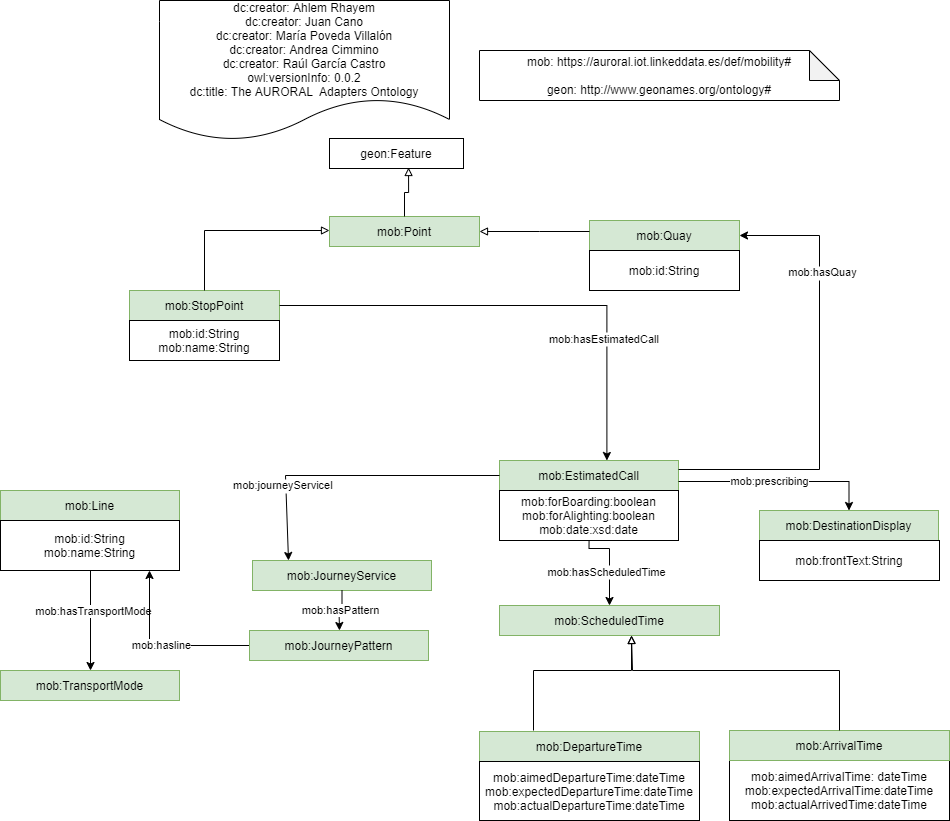 dc:creator: Ahlem Rhayem
dc:creator: Juan Cano
dc:creator: María Poveda Villalón
dc:creator: Andrea Cimmino
dc:creator: Raúl García Castro
owl:versionInfo: 0.0.2
dc:title: The AURORAL  Adapters Ontology
mob: https://auroral.iot.linkeddata.es/def/mobility#
geon: http://www.geonames.org/ontology#
geon:Feature
mob:Point
mob:Quay
mob:id:String
mob:hasQuay
mob:StopPoint
mob:id:String
mob:name:String
mob:hasEstimatedCall
mob:EstimatedCall
mob:forBoarding:boolean
mob:forAlighting:boolean
mob:date:xsd:date
mob:journeyServiceI
mob:prescribing
mob:Line
mob:id:String
mob:name:String
mob:DestinationDisplay
mob:frontText:String
mob:hasScheduledTime
mob:JourneyService
mob:hasTransportMode
mob:hasPattern
mob:ScheduledTime
mob:hasline
mob:JourneyPattern
mob:TransportMode
mob:DepartureTime
mob:aimedDepartureTime:dateTime
mob:expectedDepartureTime:dateTime
mob:actualDepartureTime:dateTime
mob:ArrivalTime
mob:aimedArrivalTime: dateTime
mob:expectedArrivalTime:dateTime
mob:actualArrivedTime:dateTime